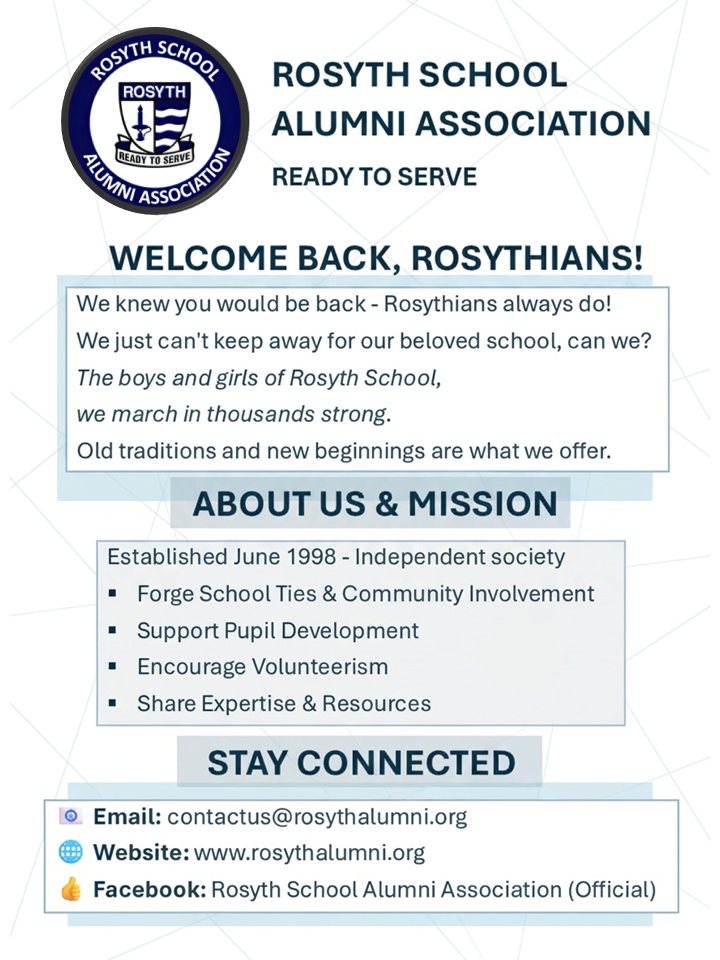 ROSYTH SCHOOL
ROSYTH
READY TO SERVE
ALUMNI ASSOCIATION
ROSYTH SCHOOL
ALUMNI ASSOCIATION
READY TO SERVE
WELCOME BACK, ROSYTHIANS!
We knew you would be back - Rosythians always do!
We just can't keep away for our beloved school, can we?
The boys and girls of Rosyth School,
we march in thousands strong.
Old traditions and new beginnings are what we offer.
ABOUT US & MISSION
Established June 1998 - Independent society
▪ Forge School Ties & Community Involvement
▪ Support Pupil Development
▪ Encourage Volunteerism
▪ Share Expertise & Resources
STAY CONNECTED
Email: contactus@rosythalumni.org
Website: www.rosythalumni.org
Facebook: Rosyth School Alumni Association (Official)